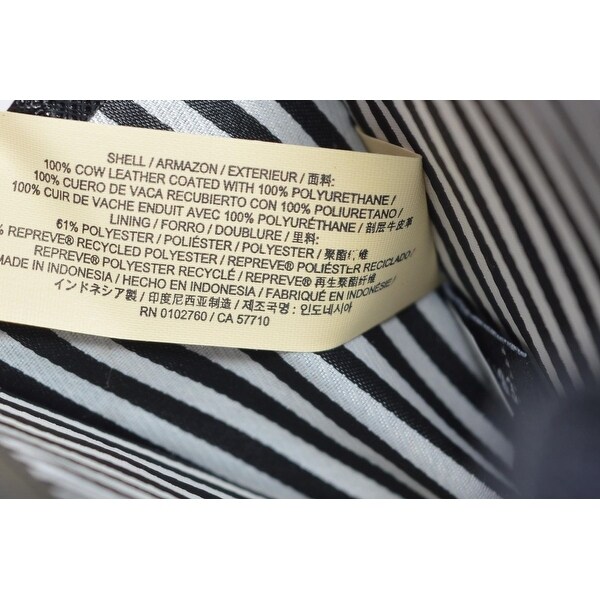 SHELL / ARMAZON / EXTERIEUR / 面料:
100% COW LEATHER COATED WITH 100% POLYURETHANE /
100% CUERO DE VACA RECUBIERTO CON 100% POLIURETANO /
100% CUIR DE VACHE ENDUIT AVEC 100% POLYURÉTHANE / 剖层牛皮革
LINING / FORRO / DOUBLURE / 里料:
61% POLYESTER / POLIÉSTER / POLYESTER / 聚酯纤维
% REPREVE® RECYCLED POLYESTER / REPREVE® POLIÉSTER RECICLADO /
REPREVE® POLYESTER RECYCLÉ / REPREVE® 再生聚酯纤维
MADE IN INDONESIA / HECHO EN INDONESIA / FABRIQUÉ EN INDONESIE /
インドネシア製 / 印度尼西亚制造 / 제조국명 : 인도네시아
RN 0102760 / CA 57710